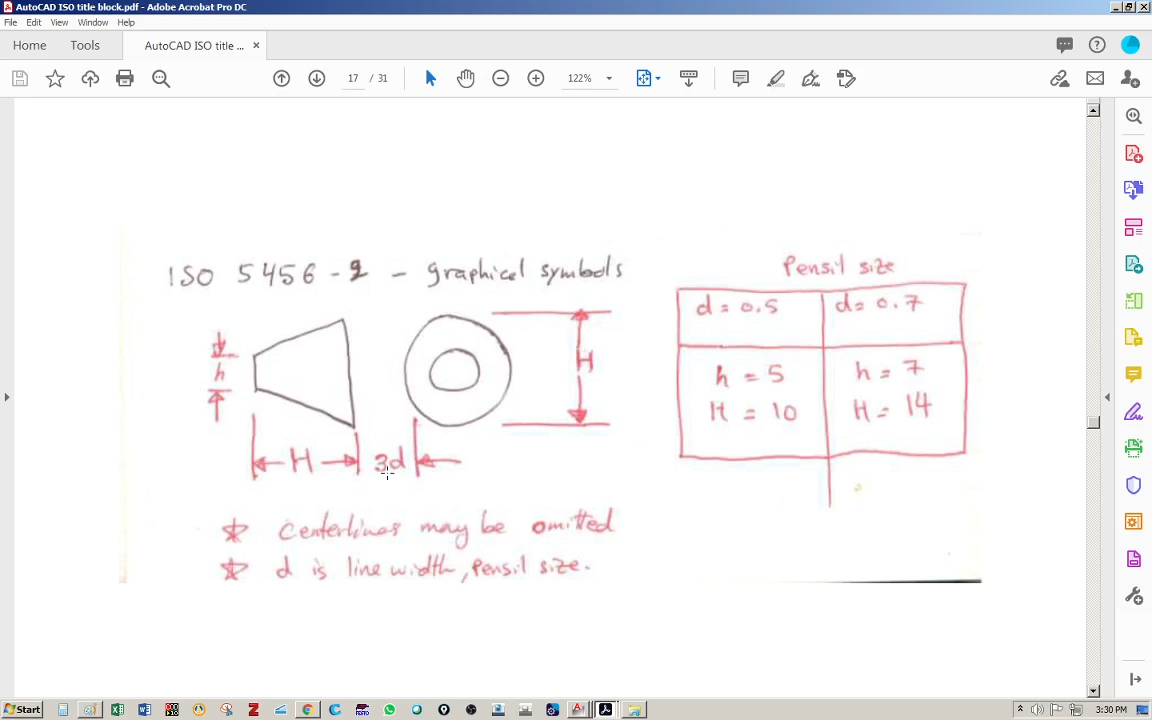 AutoCAD ISO title block.pdf - Adobe Acrobat Pro DC
File Edit View Window Help
Home Tools AutoCAD ISO title ... ×
17 / 31 122%
ISO 5456-2 - graphical symbols
Pensil size
d = 0.5 d = 0.7
h
H
h = 5 h = 7
H = 10 H = 14
H 3d
* Centerlines may be omitted
* d is line width, Pensil size.
Start 3:30 PM